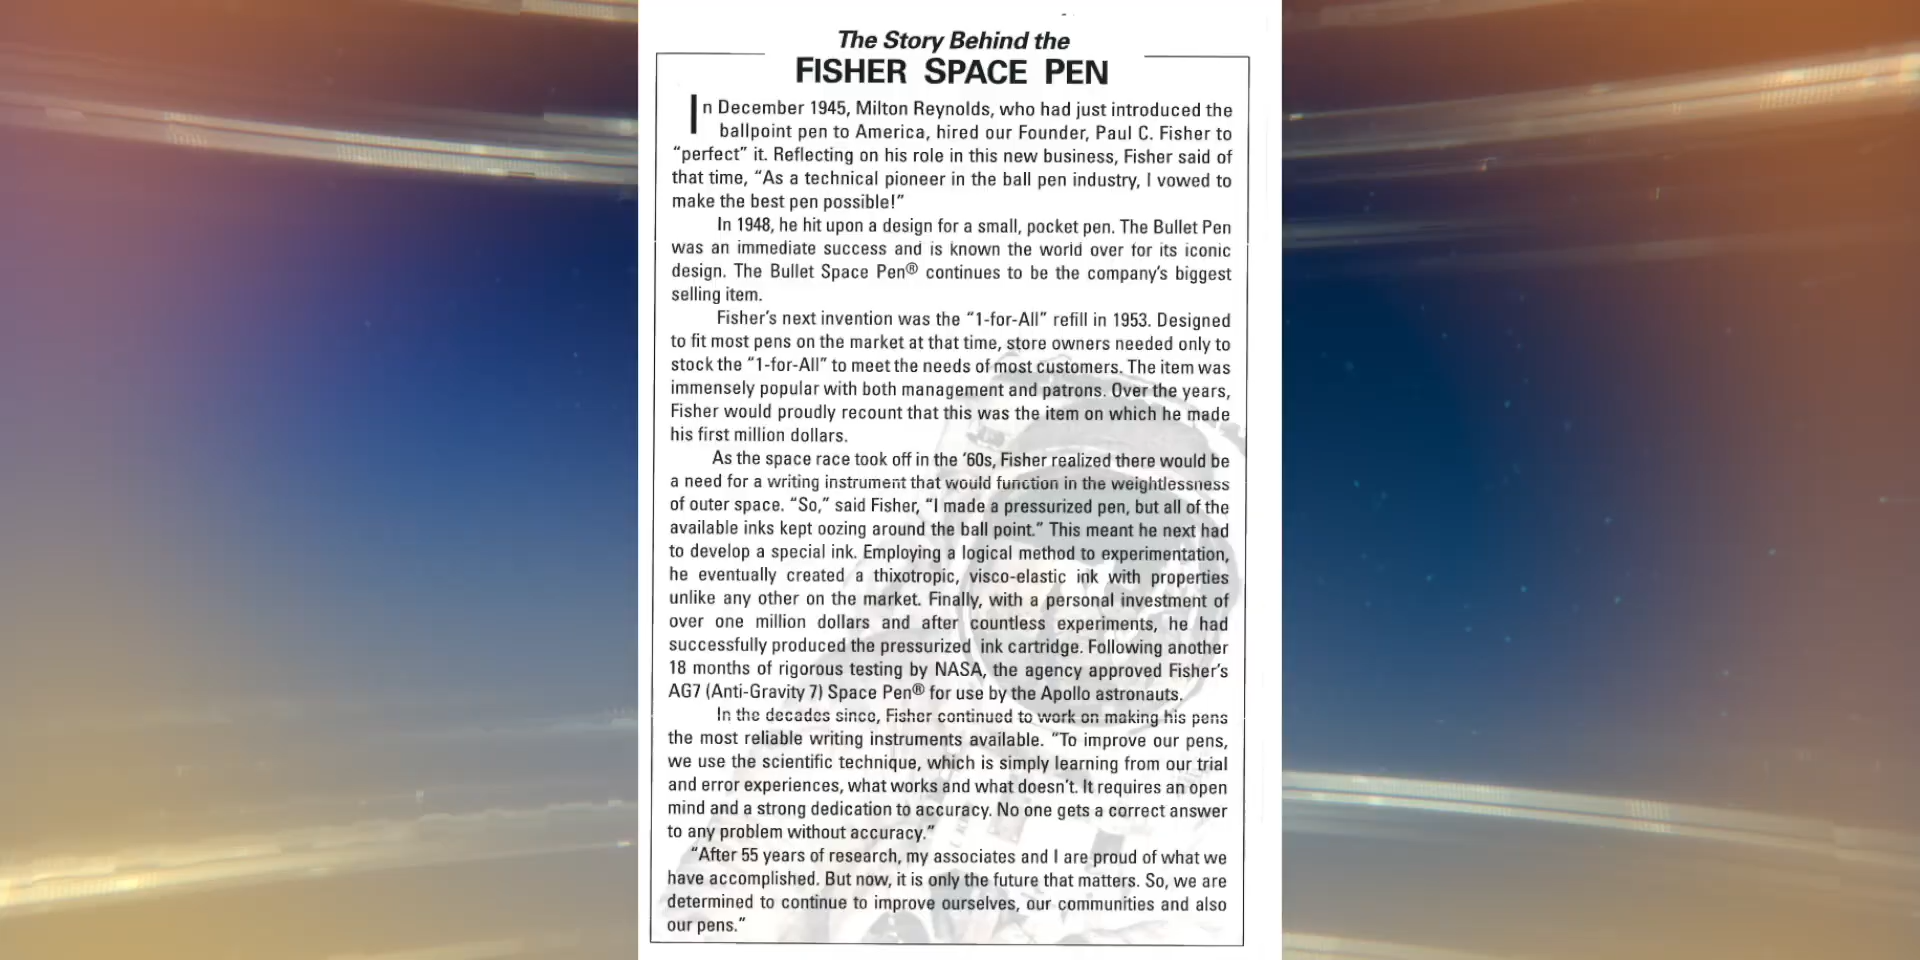 The Story Behind the
FISHER SPACE PEN
In December 1945, Milton Reynolds, who had just introduced the
ballpoint pen to America, hired our Founder, Paul C. Fisher to
“perfect” it. Reflecting on his role in this new business, Fisher said of
that time, “As a technical pioneer in the ball pen industry, I vowed to
make the best pen possible!”
In 1948, he hit upon a design for a small, pocket pen. The Bullet Pen
was an immediate success and is known the world over for its iconic
design. The Bullet Space Pen® continues to be the company’s biggest
selling item.
Fisher’s next invention was the “1-for-All” refill in 1953. Designed
to fit most pens on the market at that time, store owners needed only to
stock the “1-for-All” to meet the needs of most customers. The item was
immensely popular with both management and patrons. Over the years,
Fisher would proudly recount that this was the item on which he made
his first million dollars.
As the space race took off in the ’60s, Fisher realized there would be
a need for a writing instrument that would function in the weightlessness
of outer space. “So,” said Fisher, “I made a pressurized pen, but all of the
available inks kept oozing around the ball point.” This meant he next had
to develop a special ink. Employing a logical method to experimentation,
he eventually created a thixotropic, visco-elastic ink with properties
unlike any other on the market. Finally, with a personal investment of
over one million dollars and after countless experiments, he had
successfully produced the pressurized ink cartridge. Following another
18 months of rigorous testing by NASA, the agency approved Fisher’s
AG7 (Anti-Gravity 7) Space Pen® for use by the Apollo astronauts.
In the decades since, Fisher continued to work on making his pens
the most reliable writing instruments available. “To improve our pens,
we use the scientific technique, which is simply learning from our trial
and error experiences, what works and what doesn’t. It requires an open
mind and a strong dedication to accuracy. No one gets a correct answer
to any problem without accuracy.”
“After 55 years of research, my associates and I are proud of what we
have accomplished. But now, it is only the future that matters. So, we are
determined to continue to improve ourselves, our communities and also
our pens.”